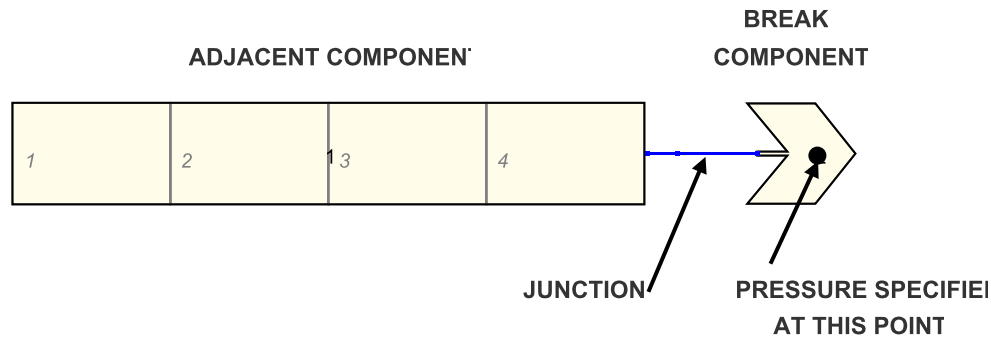 BREAK
ADJACENT COMPONEN
COMPONENT
1
2
1
3
4
JUNCTION
PRESSURE SPECIFIE
AT THIS POINT